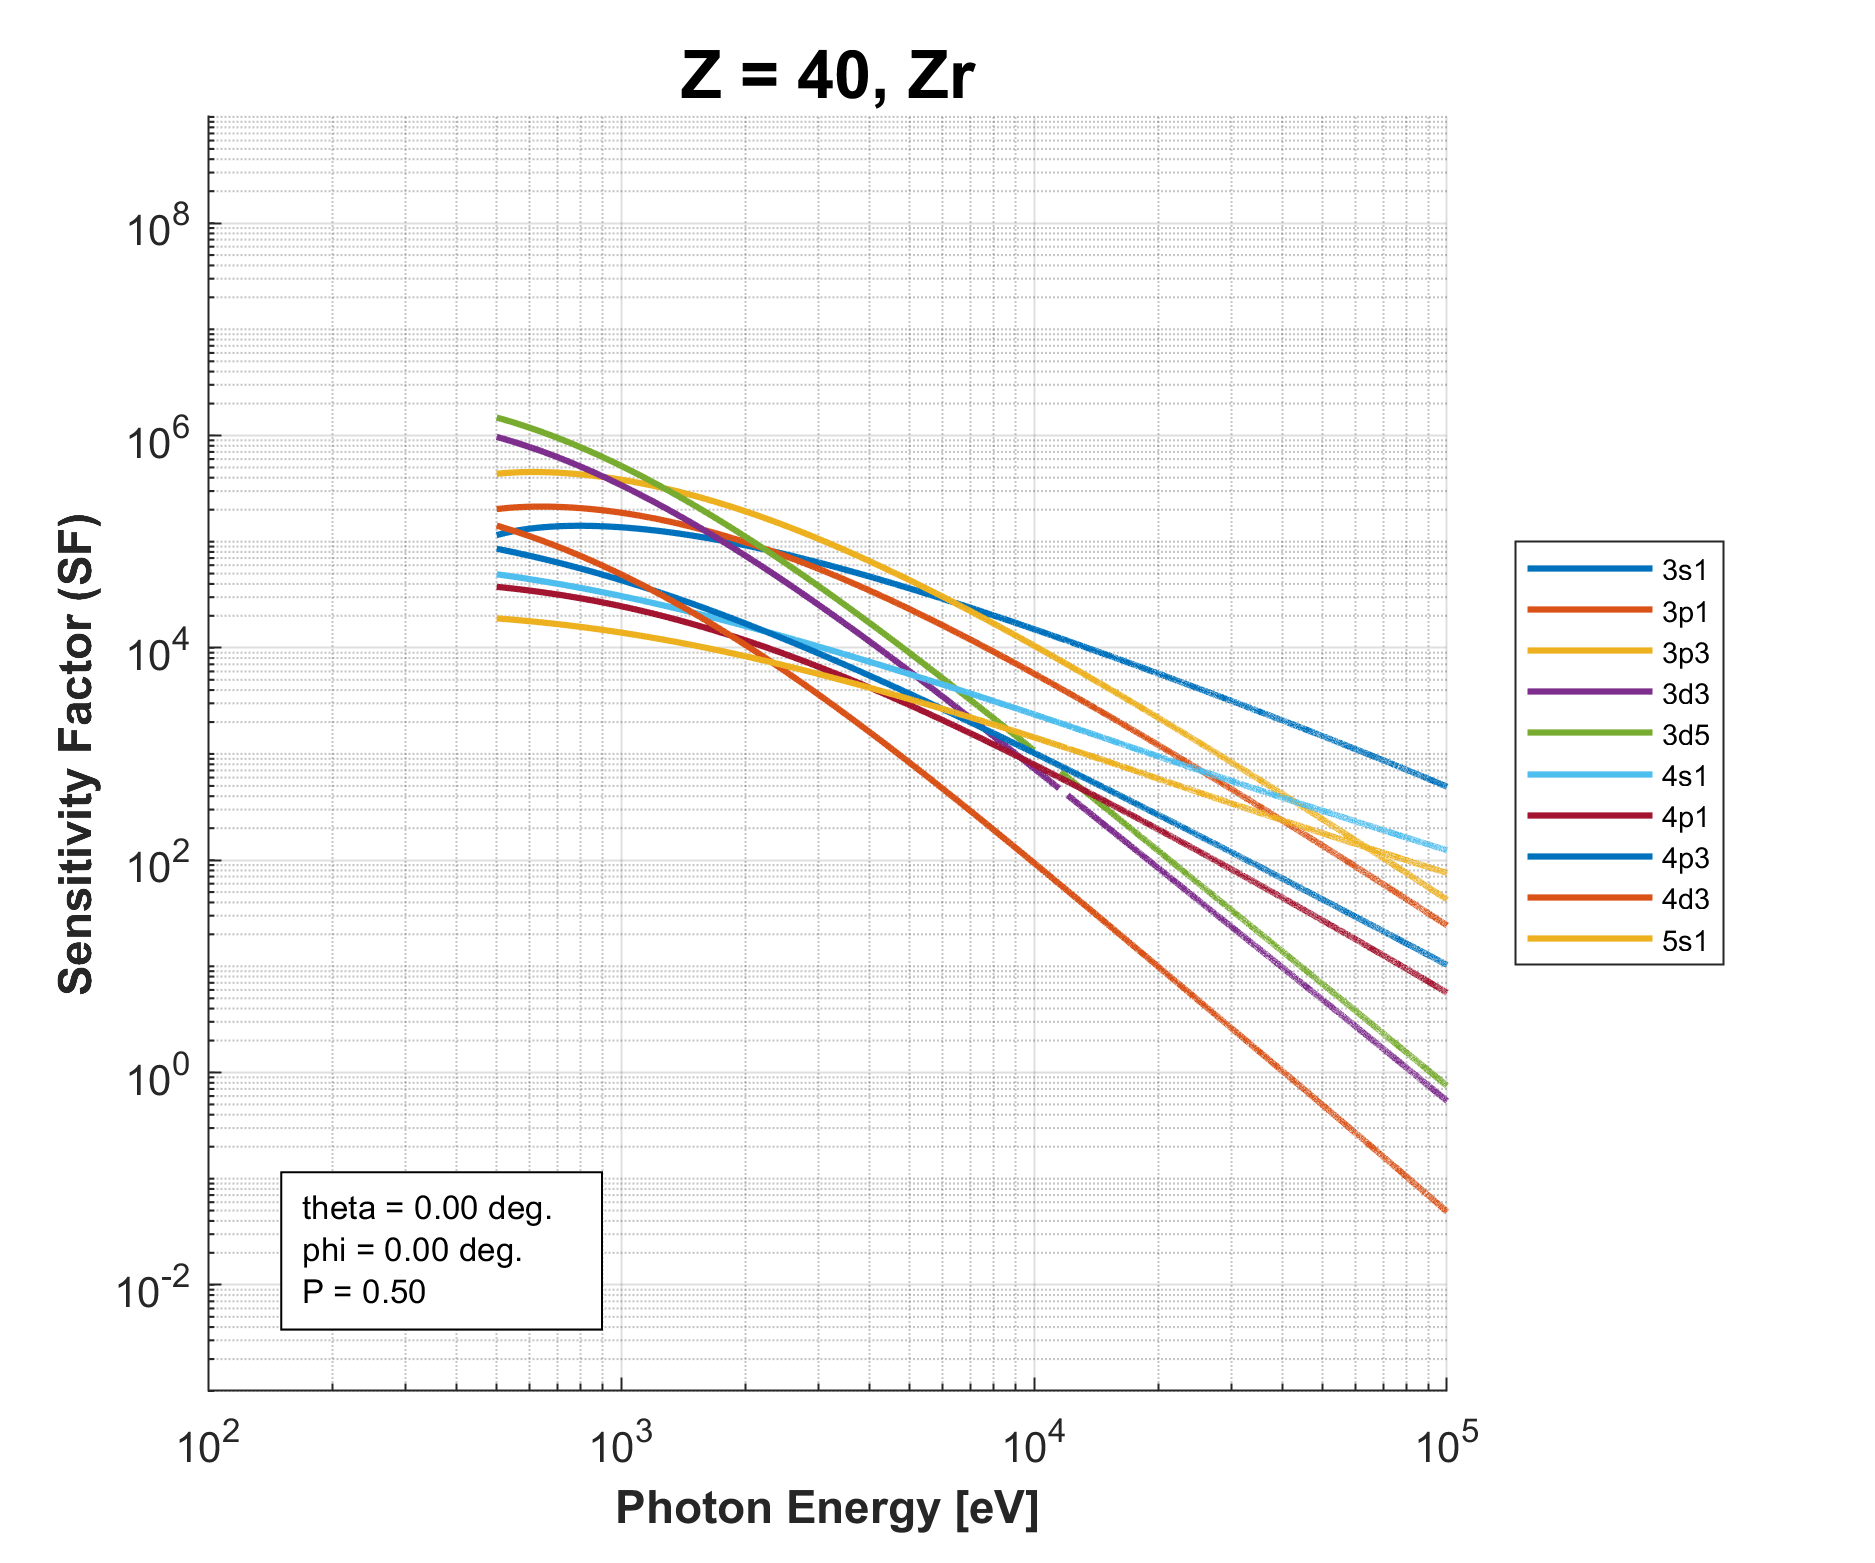 Z = 40, Zr
Sensitivity Factor (SF)
10^8
10^6
10^4
10^2
10^0
10^-2
10^2
10^3
10^4
10^5
Photon Energy [eV]
theta = 0.00 deg.
phi = 0.00 deg.
P = 0.50
3s1
3p1
3p3
3d3
3d5
4s1
4p1
4p3
4d3
5s1